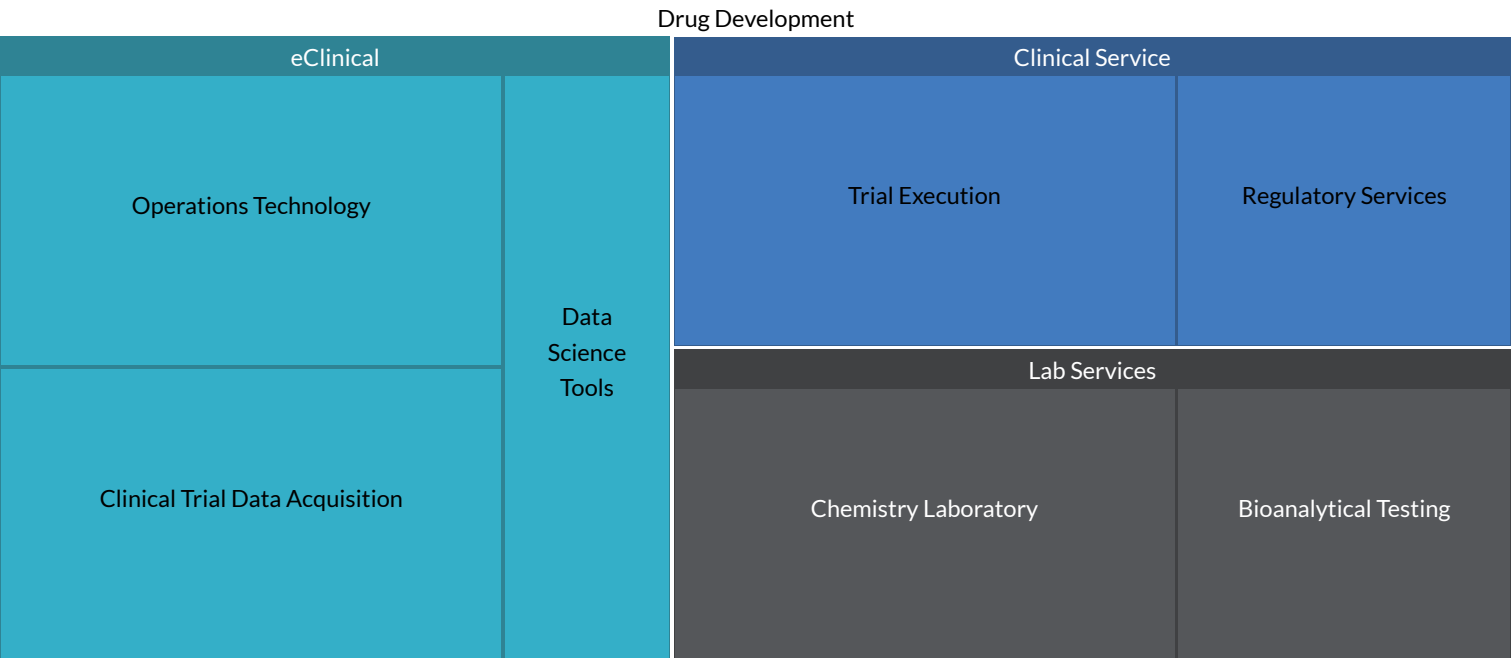 Drug Development
eClinical
Operations Technology
Clinical Trial Data Acquisition
Data
Science
Tools
Clinical Service
Trial Execution
Regulatory Services
Lab Services
Chemistry Laboratory
Bioanalytical Testing